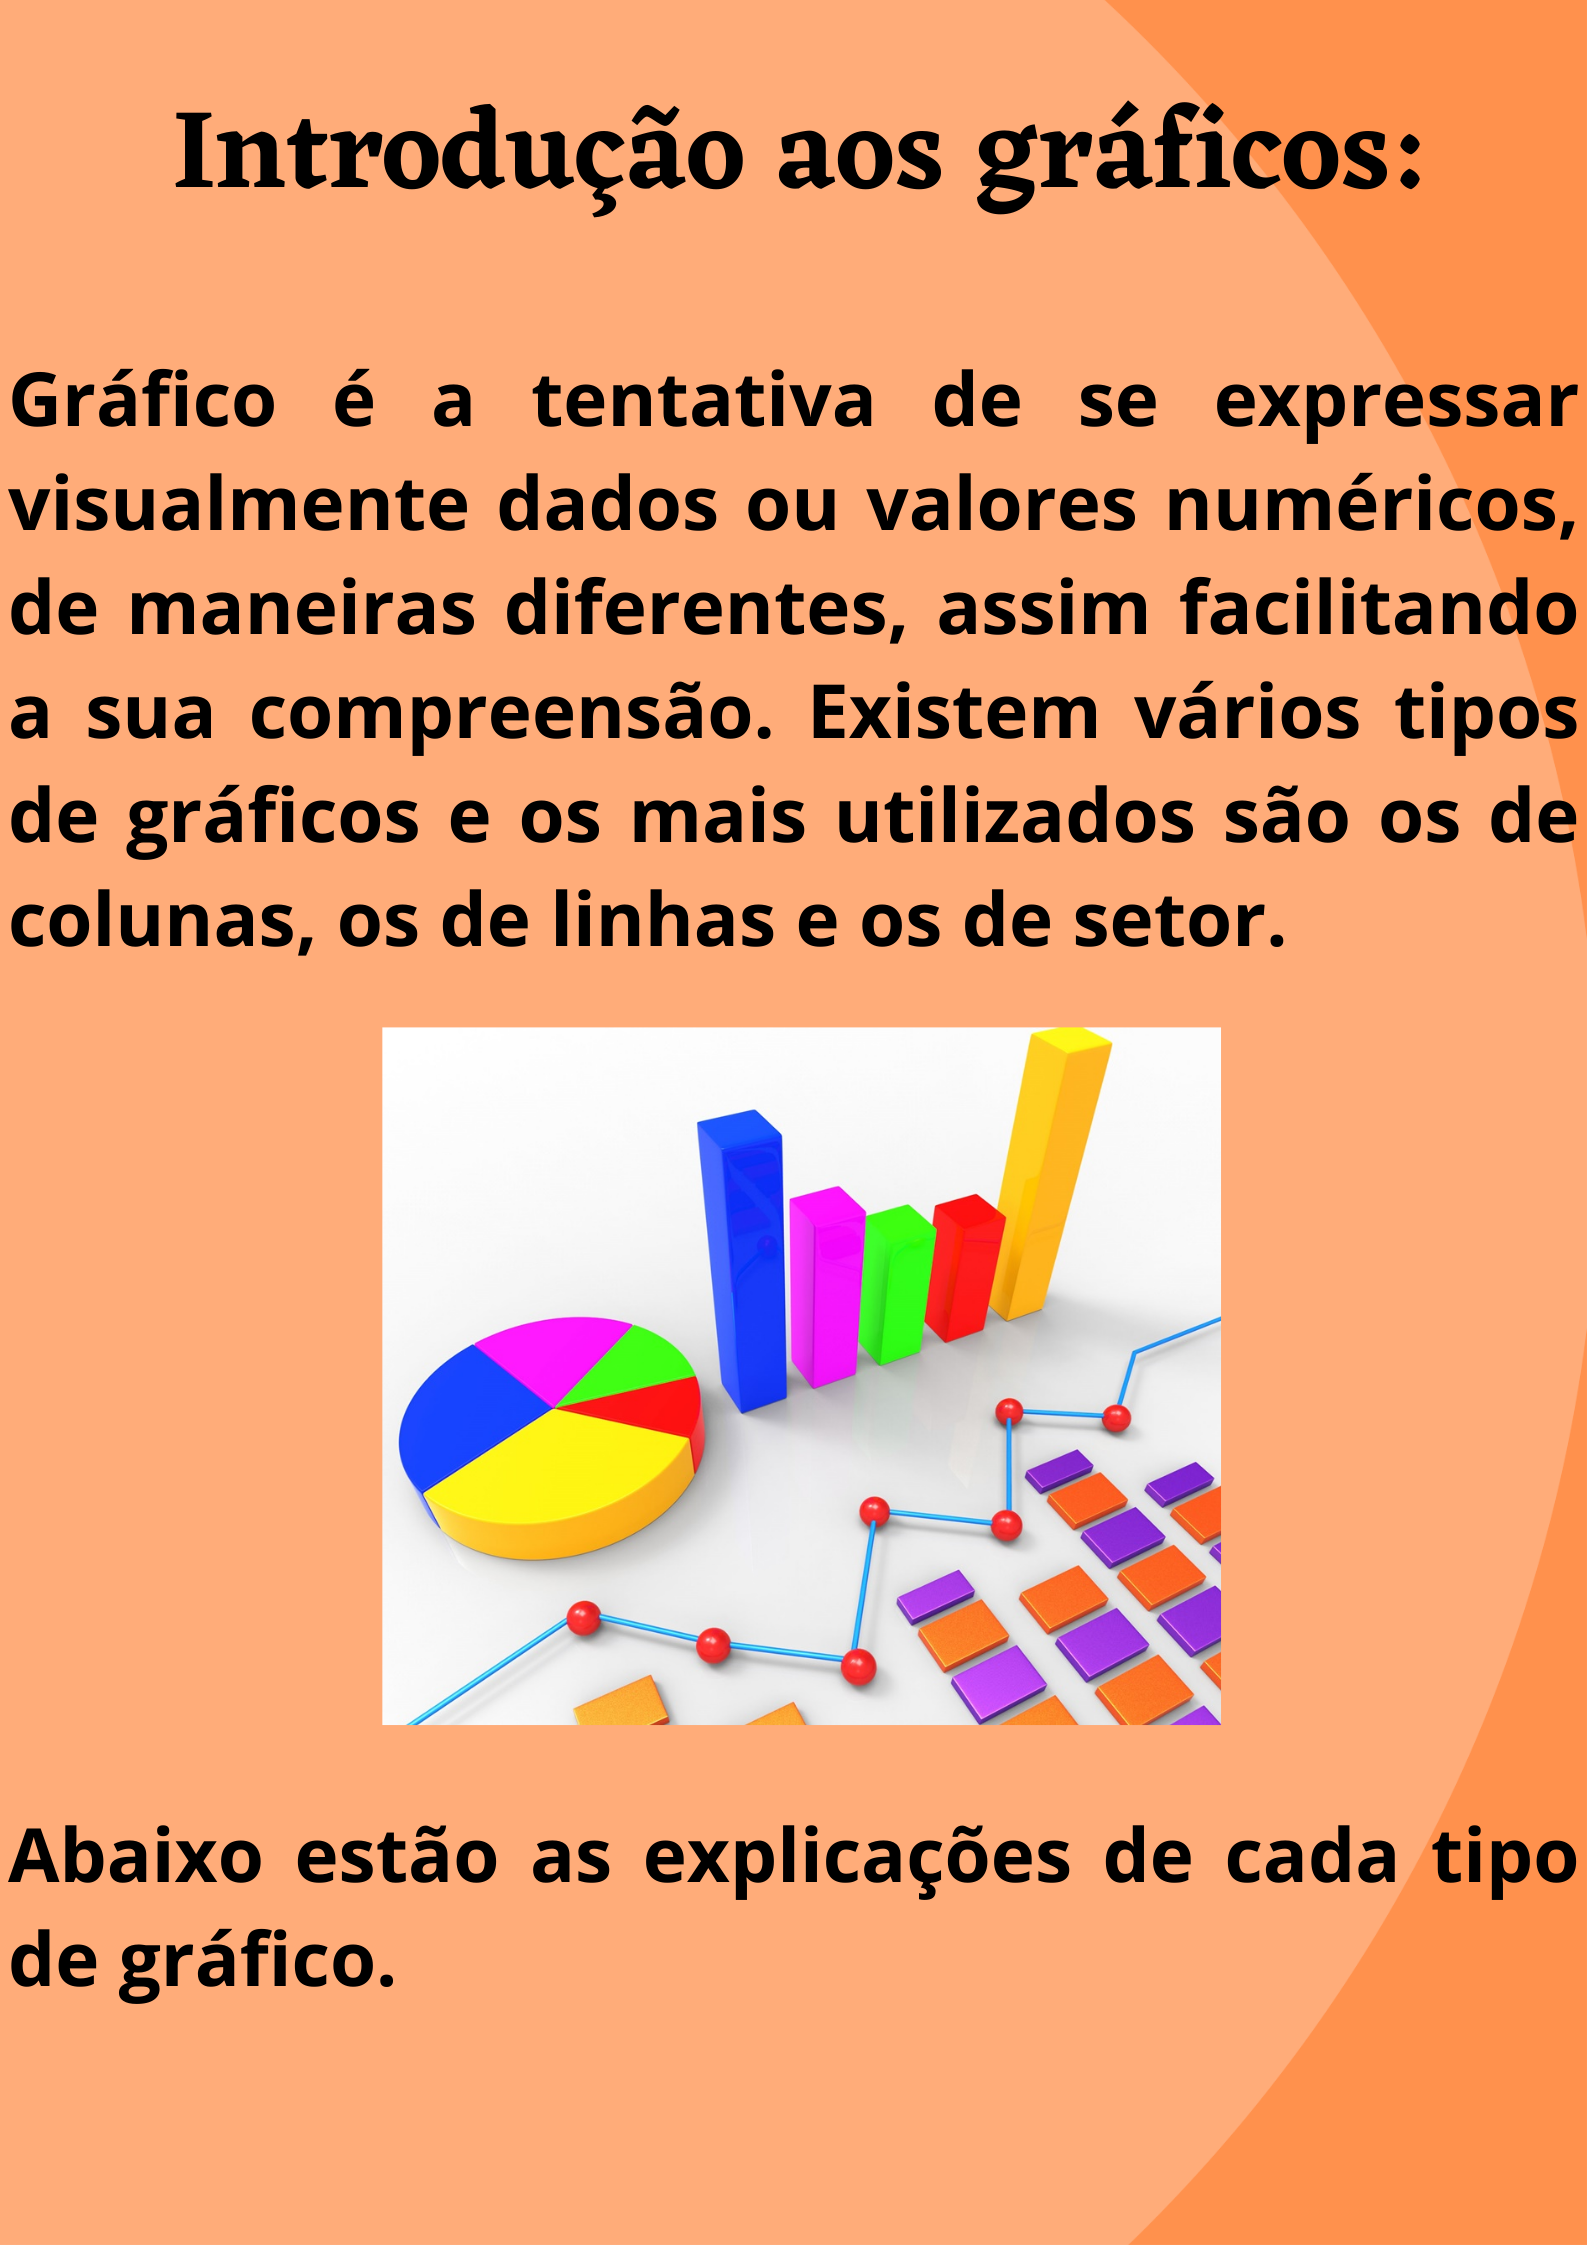 Introdução aos gráficos:
Gráfico é a tentativa de se expressar
visualmente dados ou valores numéricos,
de maneiras diferentes, assim facilitando
a sua compreensão. Existem vários tipos
de gráficos e os mais utilizados são os de
colunas, os de linhas e os de setor.
Abaixo estão as explicações de cada tipo
de gráfico.